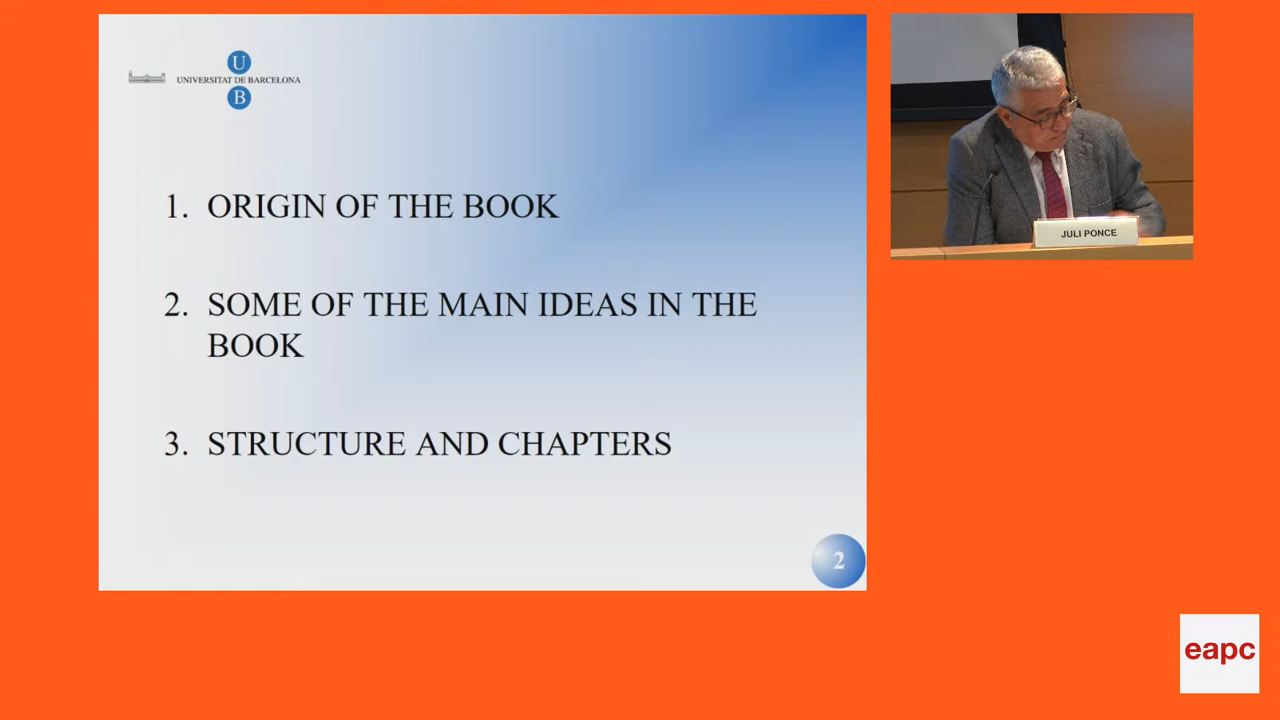 U
UNIVERSITAT DE BARCELONA
B
1. ORIGIN OF THE BOOK
2. SOME OF THE MAIN IDEAS IN THE
BOOK
3. STRUCTURE AND CHAPTERS
2
JULI PONCE
eapc